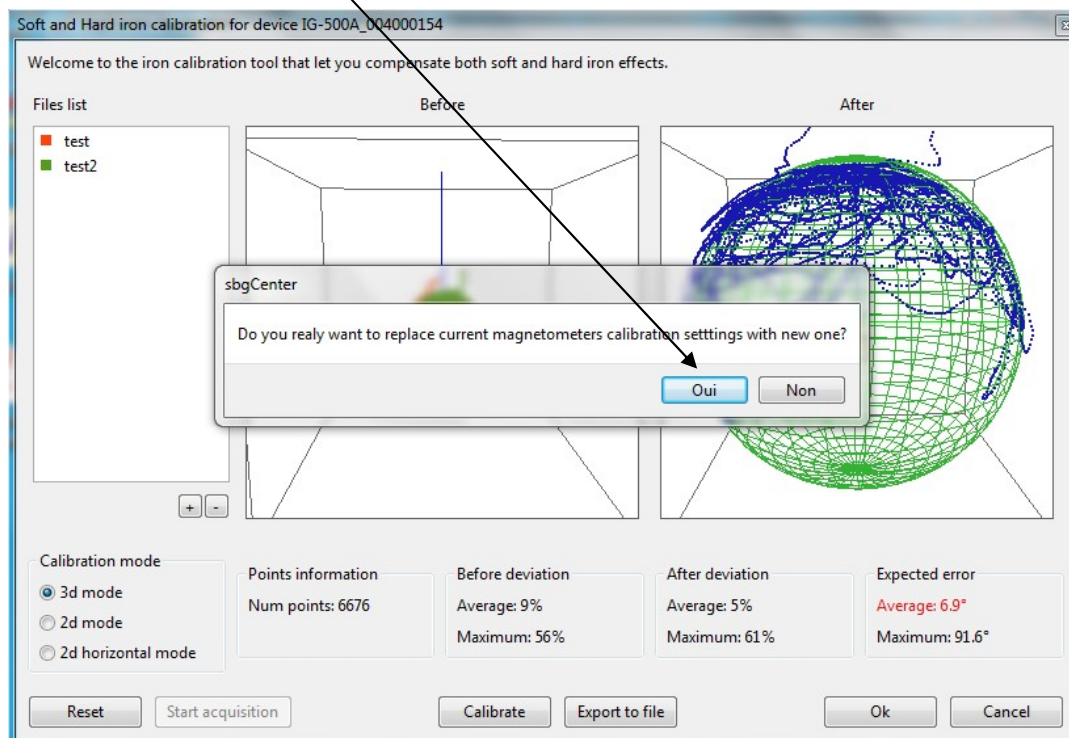 Soft and Hard iron calibration for device IG-500A_004000154
Welcome to the iron calibration tool that let you compensate both soft and hard iron effects.
Files list
Before
After
test
test2
sbgCenter
Do you realy want to replace current magnetometers calibration setttings with new one?
Oui
Non
+
-
Calibration mode
3d mode
2d mode
2d horizontal mode
Points information
Num points: 6676
Before deviation
Average: 9%
Maximum: 56%
After deviation
Average: 5%
Maximum: 61%
Expected error
Average: 6.9°
Maximum: 91.6°
Reset
Start acquisition
Calibrate
Export to file
Ok
Cancel